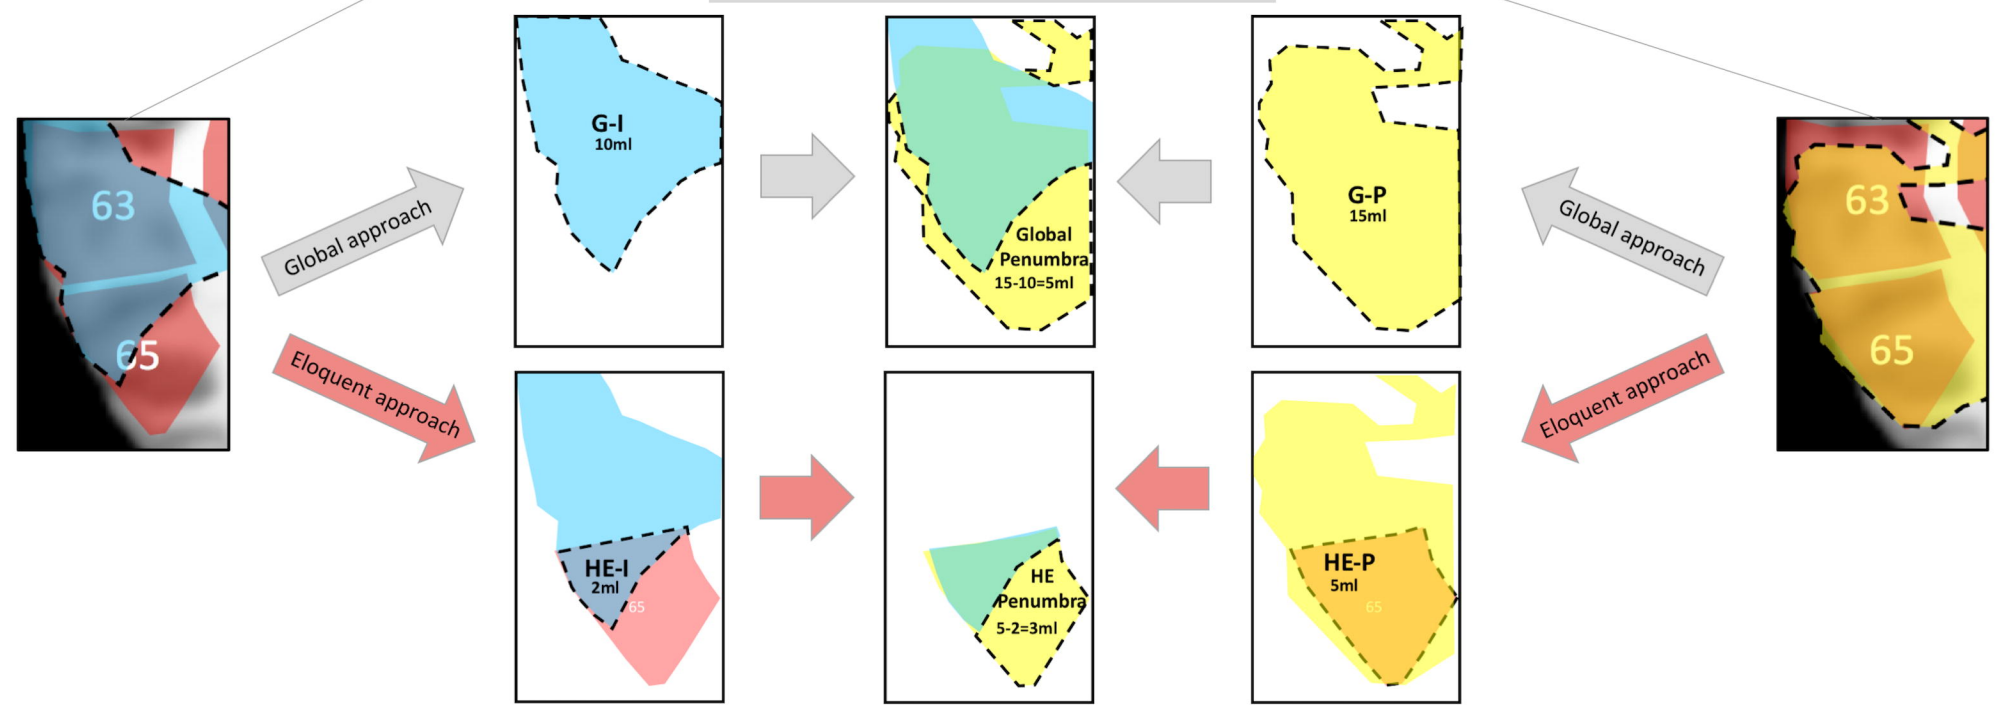 63
65
Global approach
Eloquent approach
G-I
10ml
Global
Penumbra
15-10=5ml
G-P
15ml
HE-I
2ml
65
HE
Penumbra
5-2=3ml
HE-P
5ml
65
Global approach
Eloquent approach
63
65